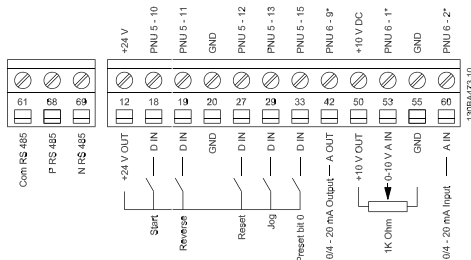 +24 V
PNU 5 - 10
PNU 5 - 11
GND
PNU 5 - 12
PNU 5 - 13
PNU 5 - 15
PNU 6 - 9*
+10 V DC
PNU 6 - 1*
GND
PNU 6 - 2*
61 68 69
12 18 19 20 27 29 33 42 50 53 55 60
Com RS 485
P RS 485
N RS 485
+24 V OUT
D IN
D IN
GND
D IN
D IN
D IN
0/4 - 20 mA Output
A OUT
+10 V OUT
0-10 V A IN
GND
0/4 - 20 mA Input
A IN
Start
Reverse
Reset
Jog
Preset bit 0
1K Ohm
130BA473.10